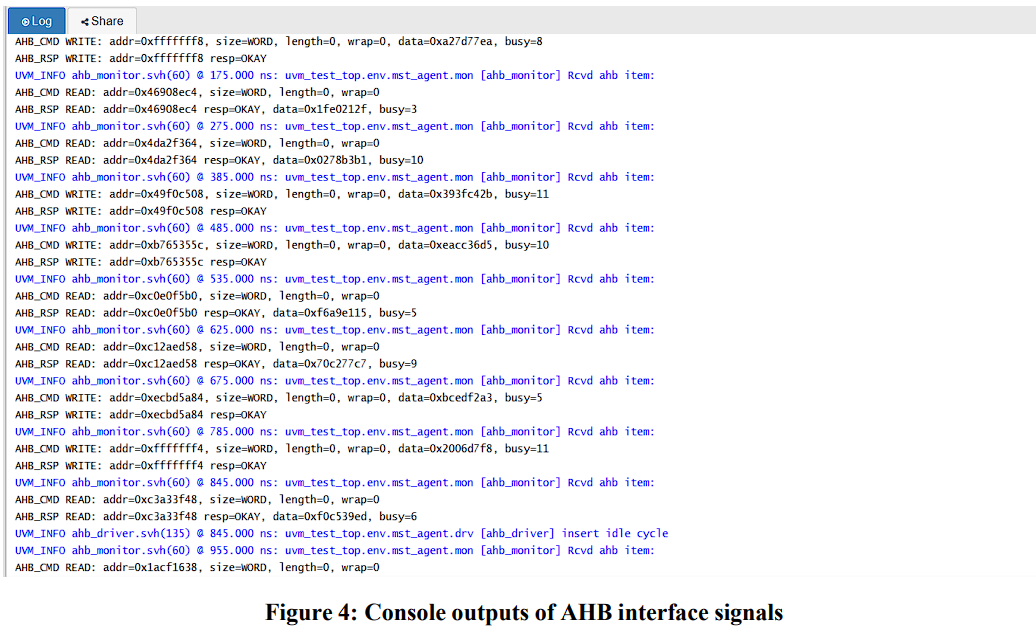 Log Share
AHB_CMD WRITE: addr=0xfffffff8, size=WORD, length=0, wrap=0, data=0xa27d77ea, busy=8
AHB_RSP WRITE: addr=0xfffffff8 resp=OKAY
UVM_INFO ahb_monitor.svh(60) @ 175.000 ns: uvm_test_top.env.mst_agent.mon [ahb_monitor] Rcvd ahb item:
AHB_CMD READ: addr=0x46908ec4, size=WORD, length=0, wrap=0
AHB_RSP READ: addr=0x46908ec4 resp=OKAY, data=0x1fe0212f, busy=3
UVM_INFO ahb_monitor.svh(60) @ 275.000 ns: uvm_test_top.env.mst_agent.mon [ahb_monitor] Rcvd ahb item:
AHB_CMD READ: addr=0x4da2f364, size=WORD, length=0, wrap=0
AHB_RSP READ: addr=0x4da2f364 resp=OKAY, data=0x0278b3b1, busy=10
UVM_INFO ahb_monitor.svh(60) @ 385.000 ns: uvm_test_top.env.mst_agent.mon [ahb_monitor] Rcvd ahb item:
AHB_CMD WRITE: addr=0x49f0c508, size=WORD, length=0, wrap=0, data=0x393fc42b, busy=11
AHB_RSP WRITE: addr=0x49f0c508 resp=OKAY
UVM_INFO ahb_monitor.svh(60) @ 485.000 ns: uvm_test_top.env.mst_agent.mon [ahb_monitor] Rcvd ahb item:
AHB_CMD WRITE: addr=0xb765355c, size=WORD, length=0, wrap=0, data=0xeacc36d5, busy=10
AHB_RSP WRITE: addr=0xb765355c resp=OKAY
UVM_INFO ahb_monitor.svh(60) @ 535.000 ns: uvm_test_top.env.mst_agent.mon [ahb_monitor] Rcvd ahb item:
AHB_CMD READ: addr=0xc0e0f5b0, size=WORD, length=0, wrap=0
AHB_RSP READ: addr=0xc0e0f5b0 resp=OKAY, data=0xf6a9e115, busy=5
UVM_INFO ahb_monitor.svh(60) @ 625.000 ns: uvm_test_top.env.mst_agent.mon [ahb_monitor] Rcvd ahb item:
AHB_CMD READ: addr=0xc12aed58, size=WORD, length=0, wrap=0
AHB_RSP READ: addr=0xc12aed58 resp=OKAY, data=0x70c277c7, busy=9
UVM_INFO ahb_monitor.svh(60) @ 675.000 ns: uvm_test_top.env.mst_agent.mon [ahb_monitor] Rcvd ahb item:
AHB_CMD WRITE: addr=0xecbd5a84, size=WORD, length=0, wrap=0, data=0xbcedf2a3, busy=5
AHB_RSP WRITE: addr=0xecbd5a84 resp=OKAY
UVM_INFO ahb_monitor.svh(60) @ 785.000 ns: uvm_test_top.env.mst_agent.mon [ahb_monitor] Rcvd ahb item:
AHB_CMD WRITE: addr=0xfffffff4, size=WORD, length=0, wrap=0, data=0x2006d7f8, busy=11
AHB_RSP WRITE: addr=0xfffffff4 resp=OKAY
UVM_INFO ahb_monitor.svh(60) @ 845.000 ns: uvm_test_top.env.mst_agent.mon [ahb_monitor] Rcvd ahb item:
AHB_CMD READ: addr=0xc3a33f48, size=WORD, length=0, wrap=0
AHB_RSP READ: addr=0xc3a33f48 resp=OKAY, data=0xf0c539ed, busy=6
UVM_INFO ahb_driver.svh(135) @ 845.000 ns: uvm_test_top.env.mst_agent.drv [ahb_driver] insert idle cycle
UVM_INFO ahb_monitor.svh(60) @ 955.000 ns: uvm_test_top.env.mst_agent.mon [ahb_monitor] Rcvd ahb item:
AHB_CMD READ: addr=0x1acf1638, size=WORD, length=0, wrap=0
Figure 4: Console outputs of AHB interface signals